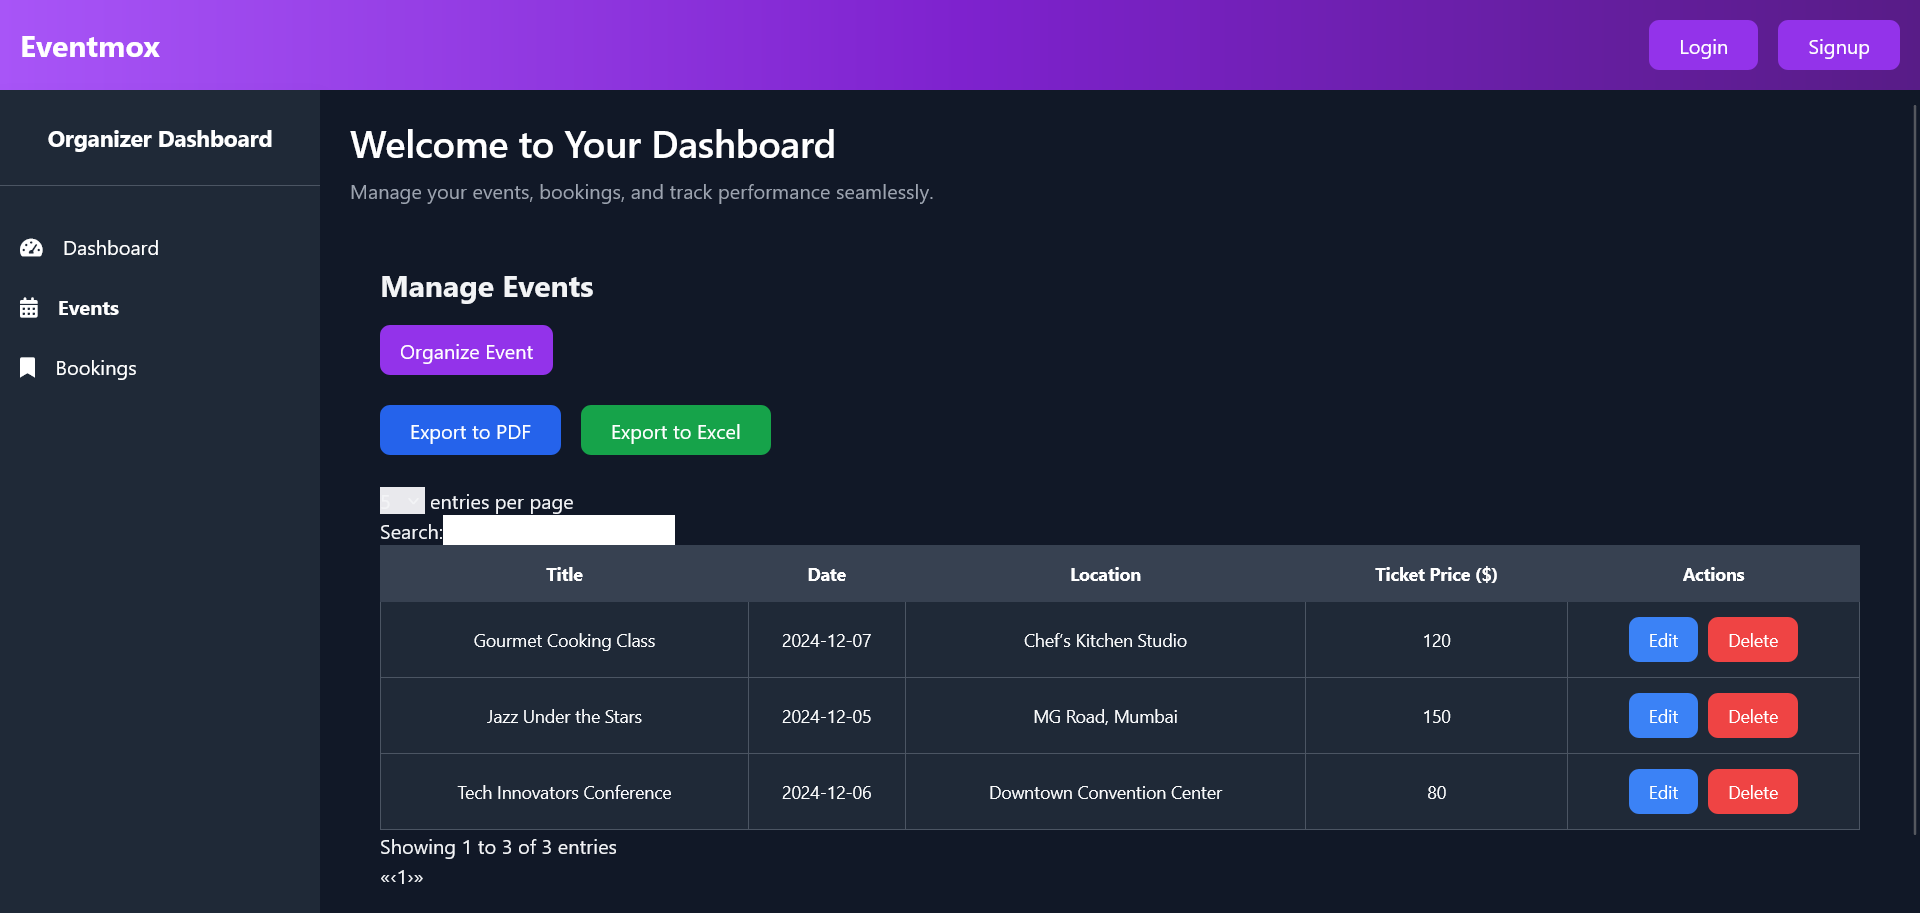 Eventmox
Login
Signup
Organizer Dashboard
Dashboard
Events
Bookings
Welcome to Your Dashboard
Manage your events, bookings, and track performance seamlessly.
Manage Events
Organize Event
Export to PDF
Export to Excel
5 entries per page
Search:
Title Date Location Ticket Price ($) Actions
Gourmet Cooking Class 2024-12-07 Chef's Kitchen Studio 120 Edit Delete
Jazz Under the Stars 2024-12-05 MG Road, Mumbai 150 Edit Delete
Tech Innovators Conference 2024-12-06 Downtown Convention Center 80 Edit Delete
Showing 1 to 3 of 3 entries
«‹1›»